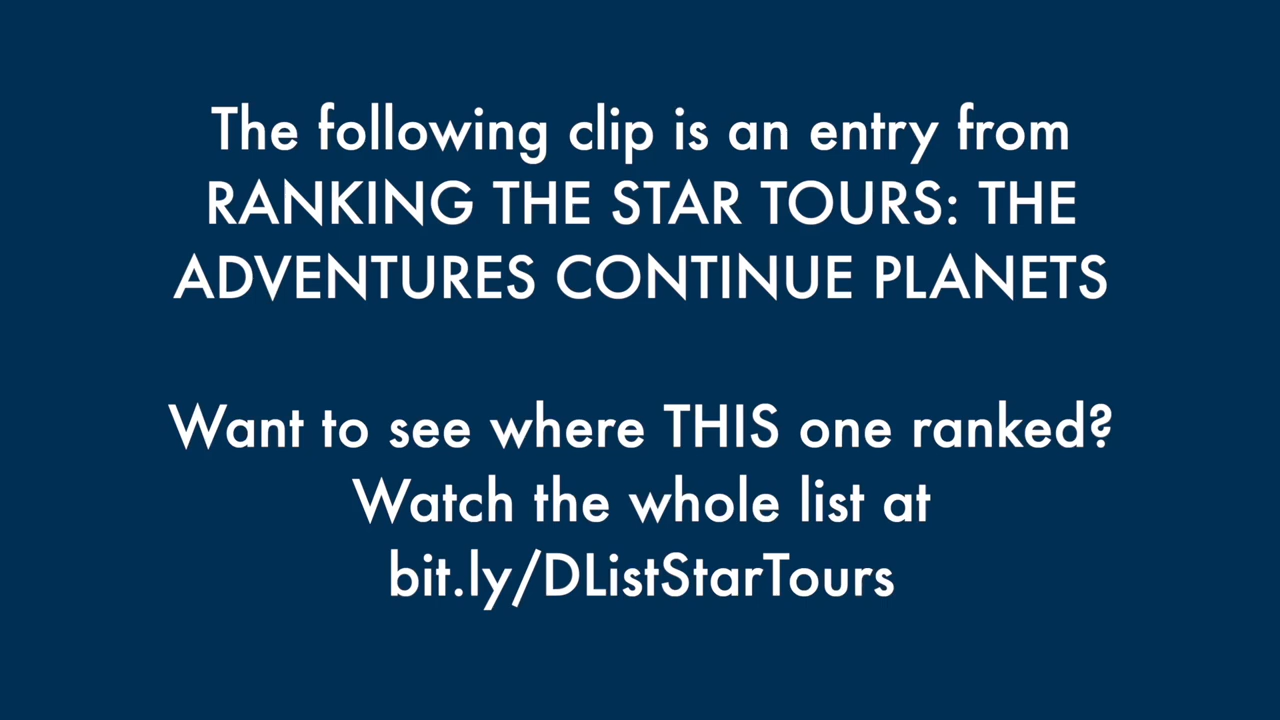 The following clip is an entry from
RANKING THE STAR TOURS: THE
ADVENTURES CONTINUE PLANETS
Want to see where THIS one ranked?
Watch the whole list at
bit.ly/DListStarTours